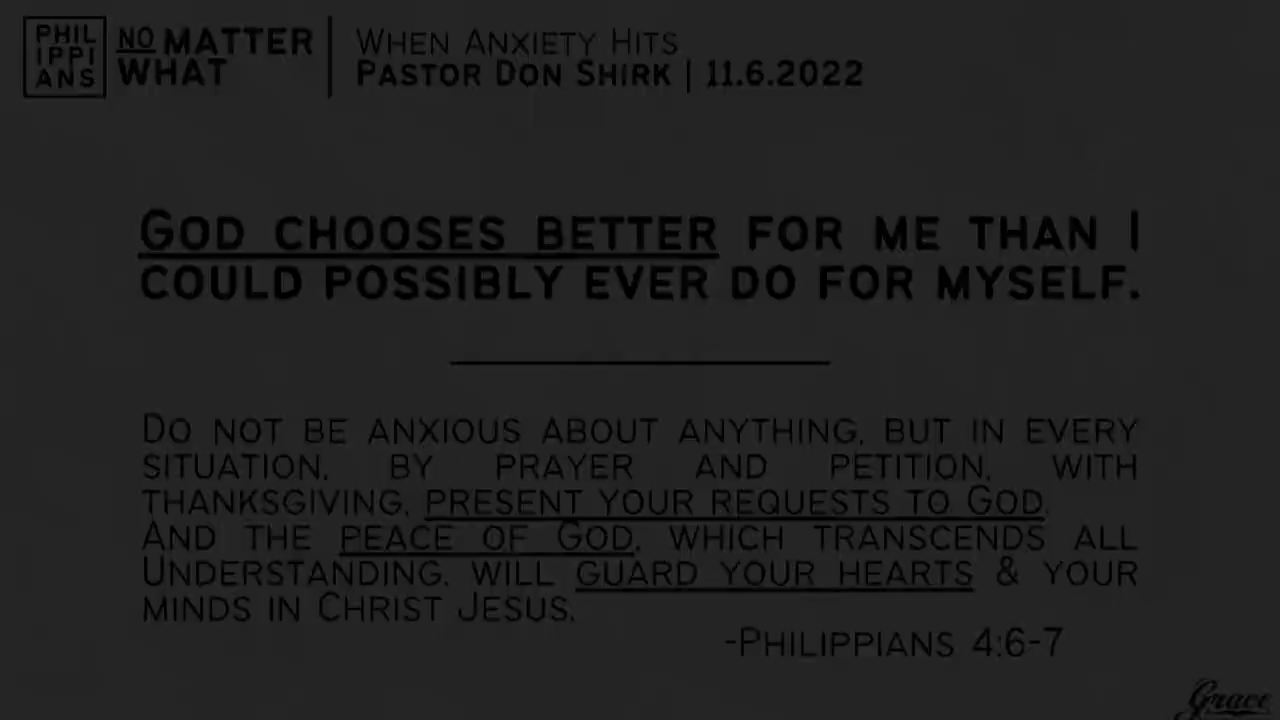 PHIL
IPPI
ANS
NO MATTER
WHAT
WHEN ANXIETY HITS
PASTOR DON SHIRK | 11.6.2022
GOD CHOOSES BETTER FOR ME THAN I
COULD POSSIBLY EVER DO FOR MYSELF.
DO NOT BE ANXIOUS ABOUT ANYTHING, BUT IN EVERY
SITUATION, BY PRAYER AND PETITION, WITH
THANKSGIVING, PRESENT YOUR REQUESTS TO GOD.
AND THE PEACE OF GOD, WHICH TRANSCENDS ALL
UNDERSTANDING, WILL GUARD YOUR HEARTS & YOUR
MINDS IN CHRIST JESUS.
-PHILIPPIANS 4:6-7
Grace